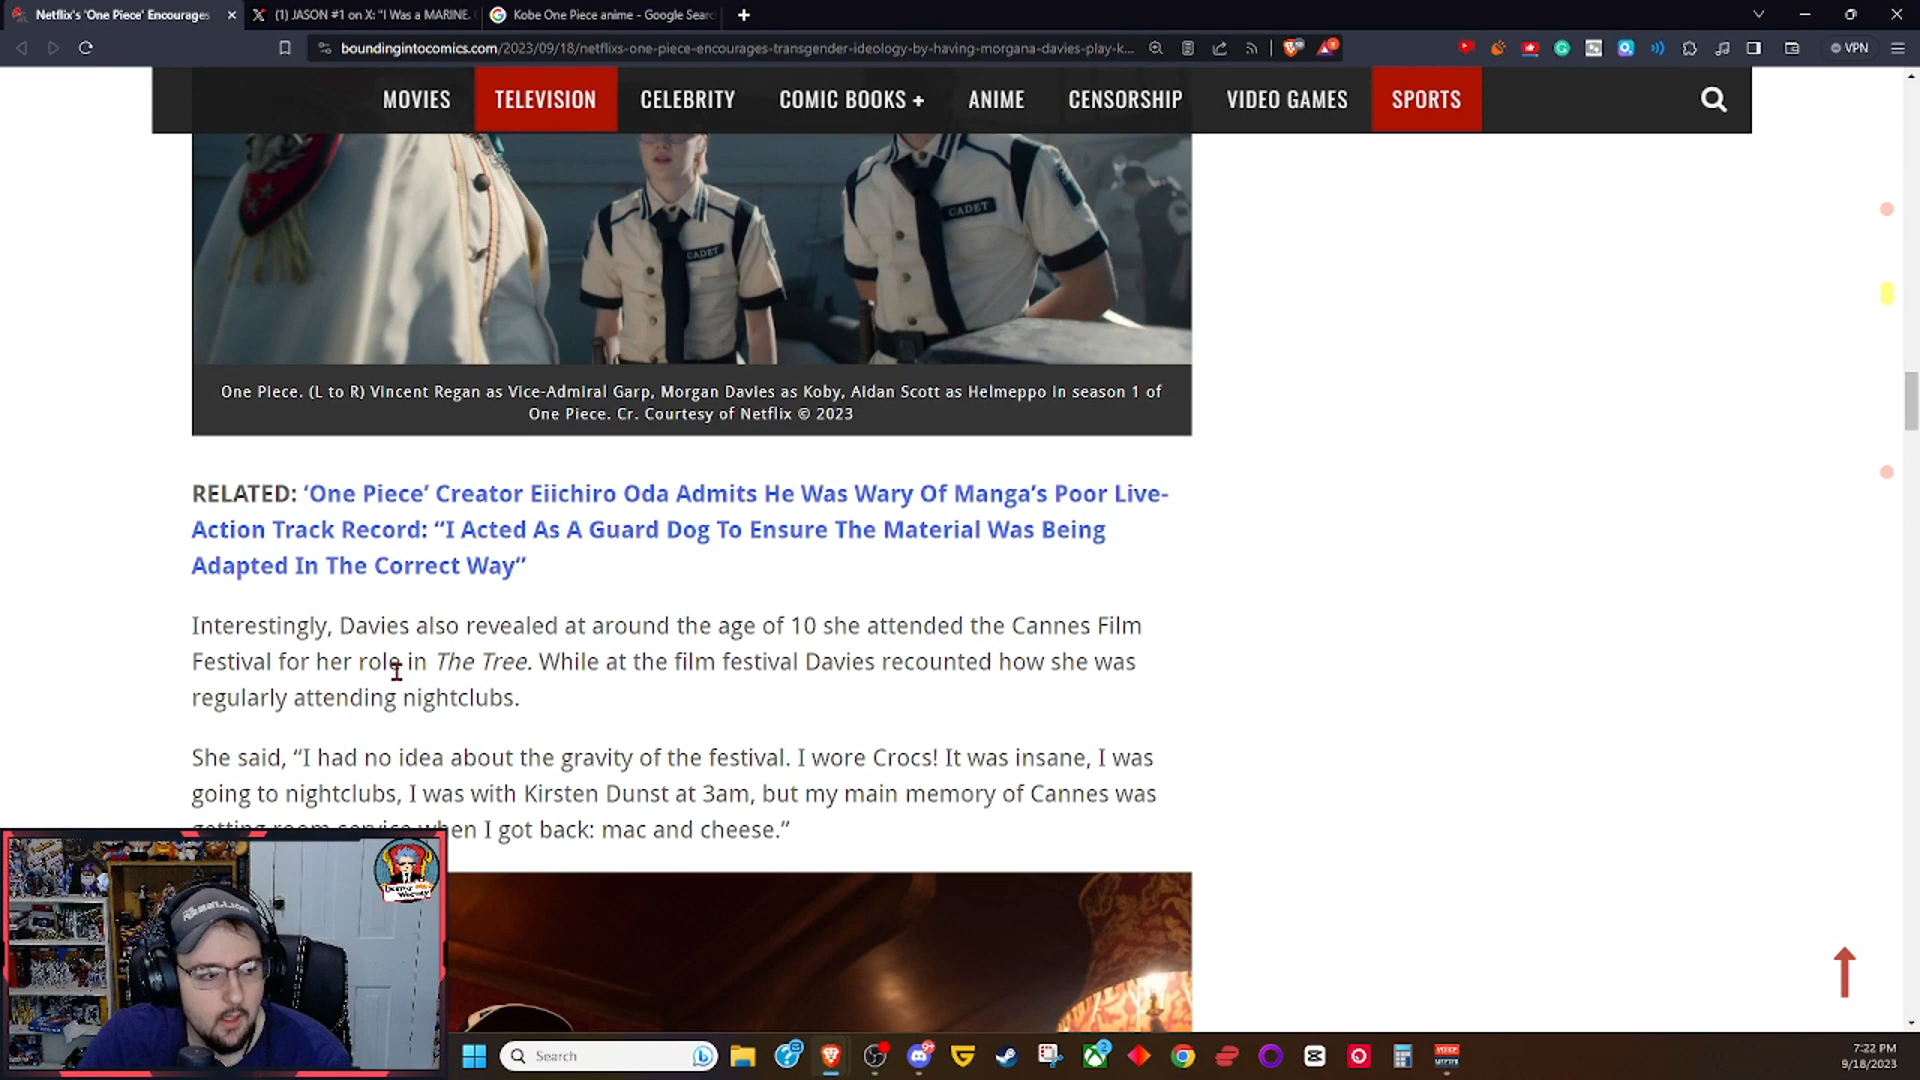 Netflix's 'One Piece' Encourages
(1) JASON #1 on X: "I Was a MARINE.
Kobe One Piece anime - Google Searc
boundingintocomics.com/2023/09/18/netflixs-one-piece-encourages-transgender-ideology-by-having-morgana-davies-play-k...
VPN
MOVIES TELEVISION CELEBRITY COMIC BOOKS + ANIME CENSORSHIP VIDEO GAMES SPORTS
CADET
CADET
One Piece. (L to R) Vincent Regan as Vice-Admiral Garp, Morgan Davies as Koby, Aidan Scott as Helmeppo in season 1 of
One Piece. Cr. Courtesy of Netflix © 2023
RELATED: ‘One Piece’ Creator Eiichiro Oda Admits He Was Wary Of Manga’s Poor Live-
Action Track Record: “I Acted As A Guard Dog To Ensure The Material Was Being
Adapted In The Correct Way”
Interestingly, Davies also revealed at around the age of 10 she attended the Cannes Film
Festival for her role in The Tree. While at the film festival Davies recounted how she was
regularly attending nightclubs.
She said, “I had no idea about the gravity of the festival. I wore Crocs! It was insane, I was
going to nightclubs, I was with Kirsten Dunst at 3am, but my main memory of Cannes was
getting room service when I got back: mac and cheese.”
Search
7:22 PM
9/18/2023